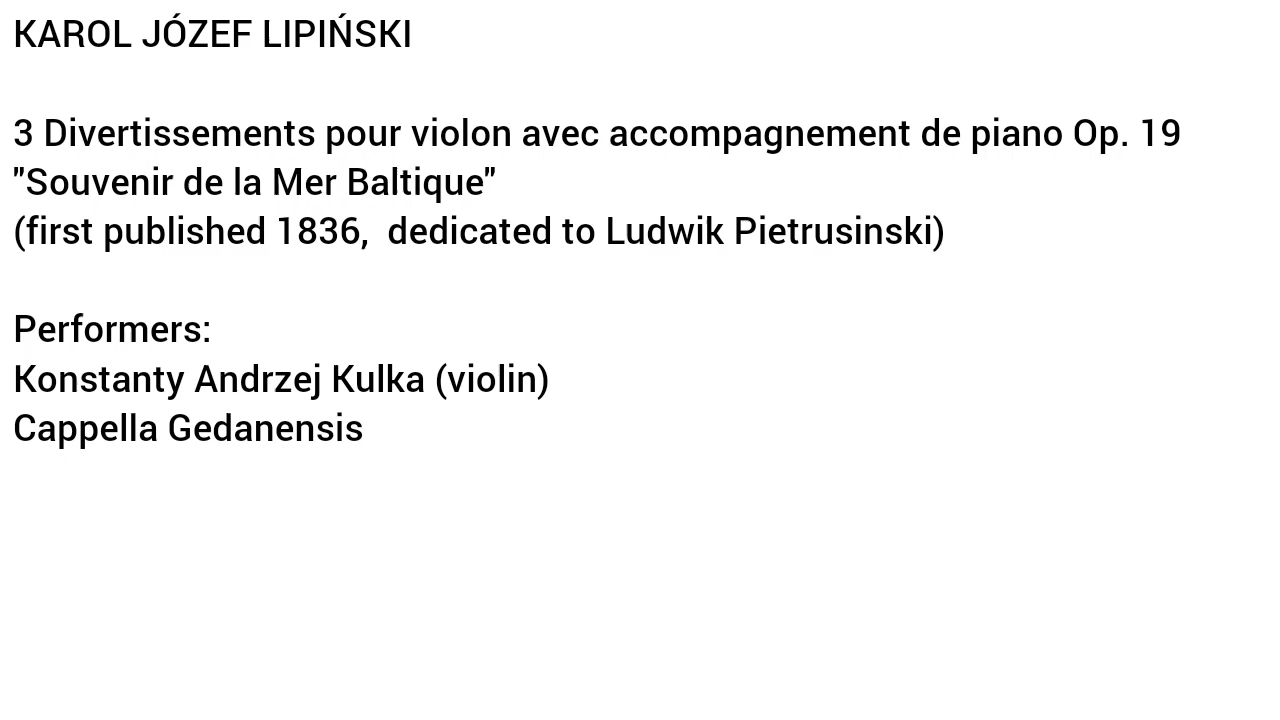 KAROL JÓZEF LIPIŃSKI
3 Divertissements pour violon avec accompagnement de piano Op. 19
"Souvenir de la Mer Baltique"
(first published 1836,  dedicated to Ludwik Pietrusinski)
Performers:
Konstanty Andrzej Kulka (violin)
Cappella Gedanensis